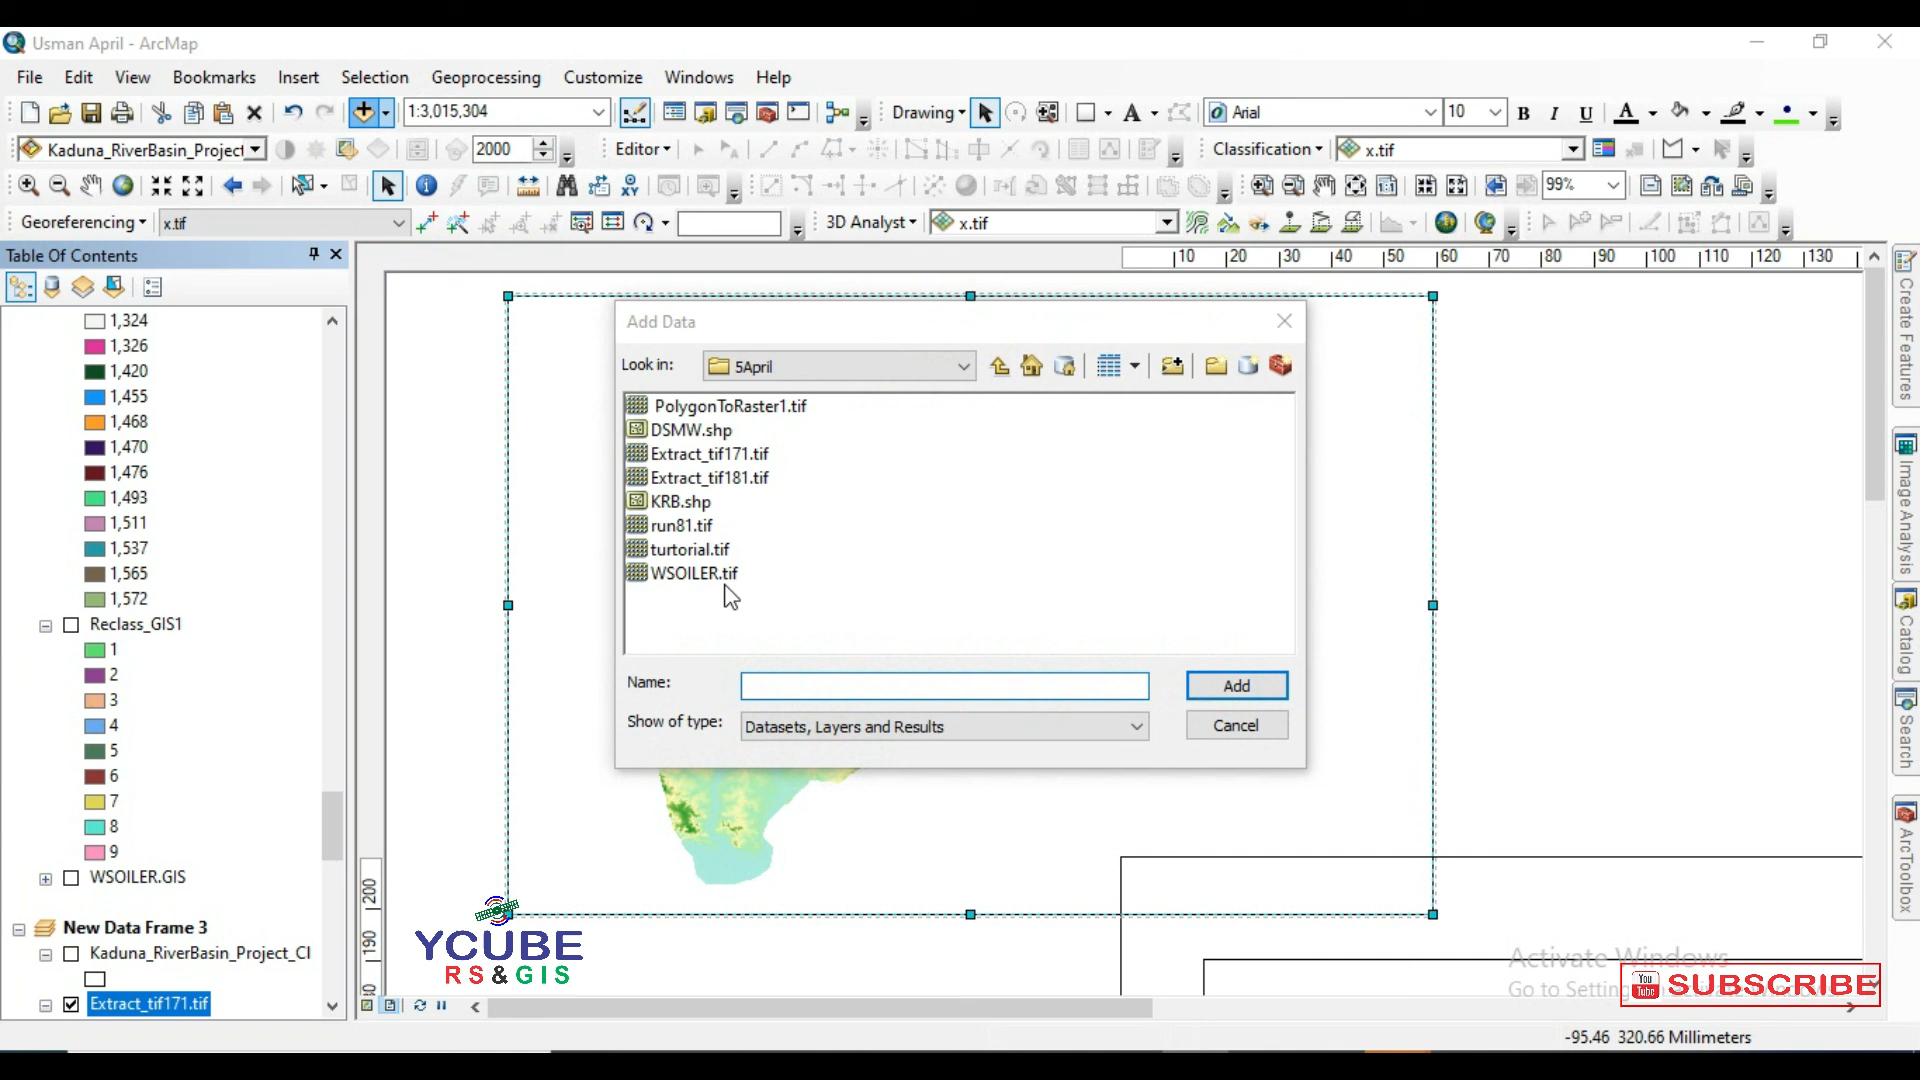 Usman April - ArcMap
File Edit View Bookmarks Insert Selection Geoprocessing Customize Windows Help
1:3,015,304 Drawing Arial 10 B I U A
Kaduna_RiverBasin_Project 2000 Editor Classification x.tif
99%
Georeferencing x.tif 3D Analyst x.tif
Table Of Contents
10 20 30 40 50 60 70 80 90 100 110 120 130
1,324
1,326
1,420
1,455
1,468
1,470
1,476
1,493
1,511
1,537
1,565
1,572
Reclass_GIS1
1
2
3
4
5
6
7
8
9
WSOILER.GIS
New Data Frame 3
Kaduna_RiverBasin_Project_Cl
Extract_tif171.tif
Add Data
Look in: 5April
PolygonToRaster1.tif
DSMW.shp
Extract_tif171.tif
Extract_tif181.tif
KRB.shp
run81.tif
turtorial.tif
WSOILER.tif
Name: Add
Show of type: Datasets, Layers and Results Cancel
200
190
YCUBE
RS&GIS
Create Features
Image Analysis
Catalog
Search
ArcToolbox
Activate Windows
Go to Setting
You Tube SUBSCRIBE
-95.46 320.66 Millimeters